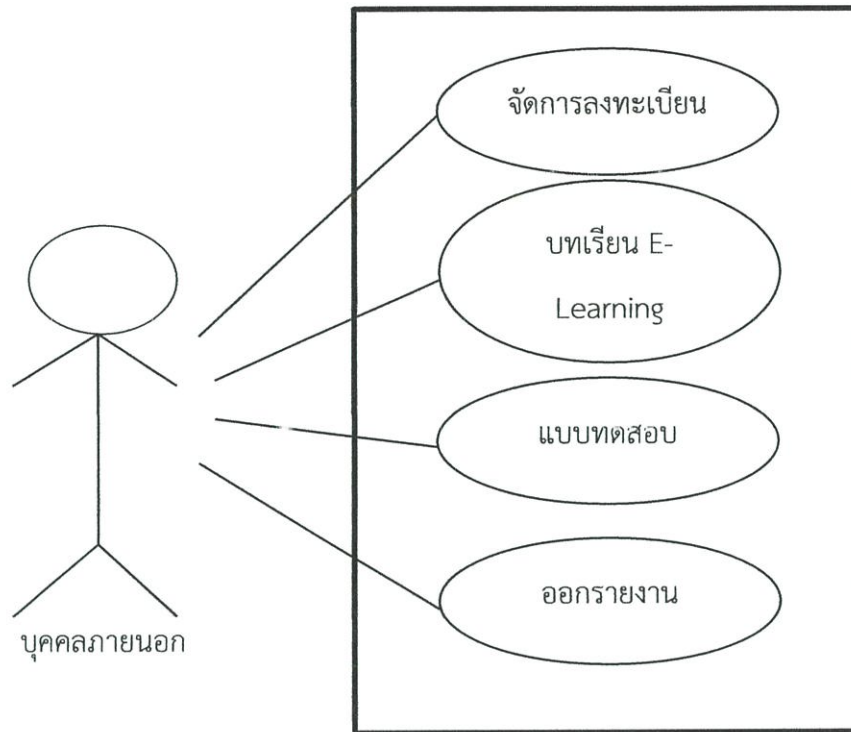 จัดการลงทะเบียน
บทเรียน E-
Learning
แบบทดสอบ
ออกรายงาน
บุคคลภายนอก